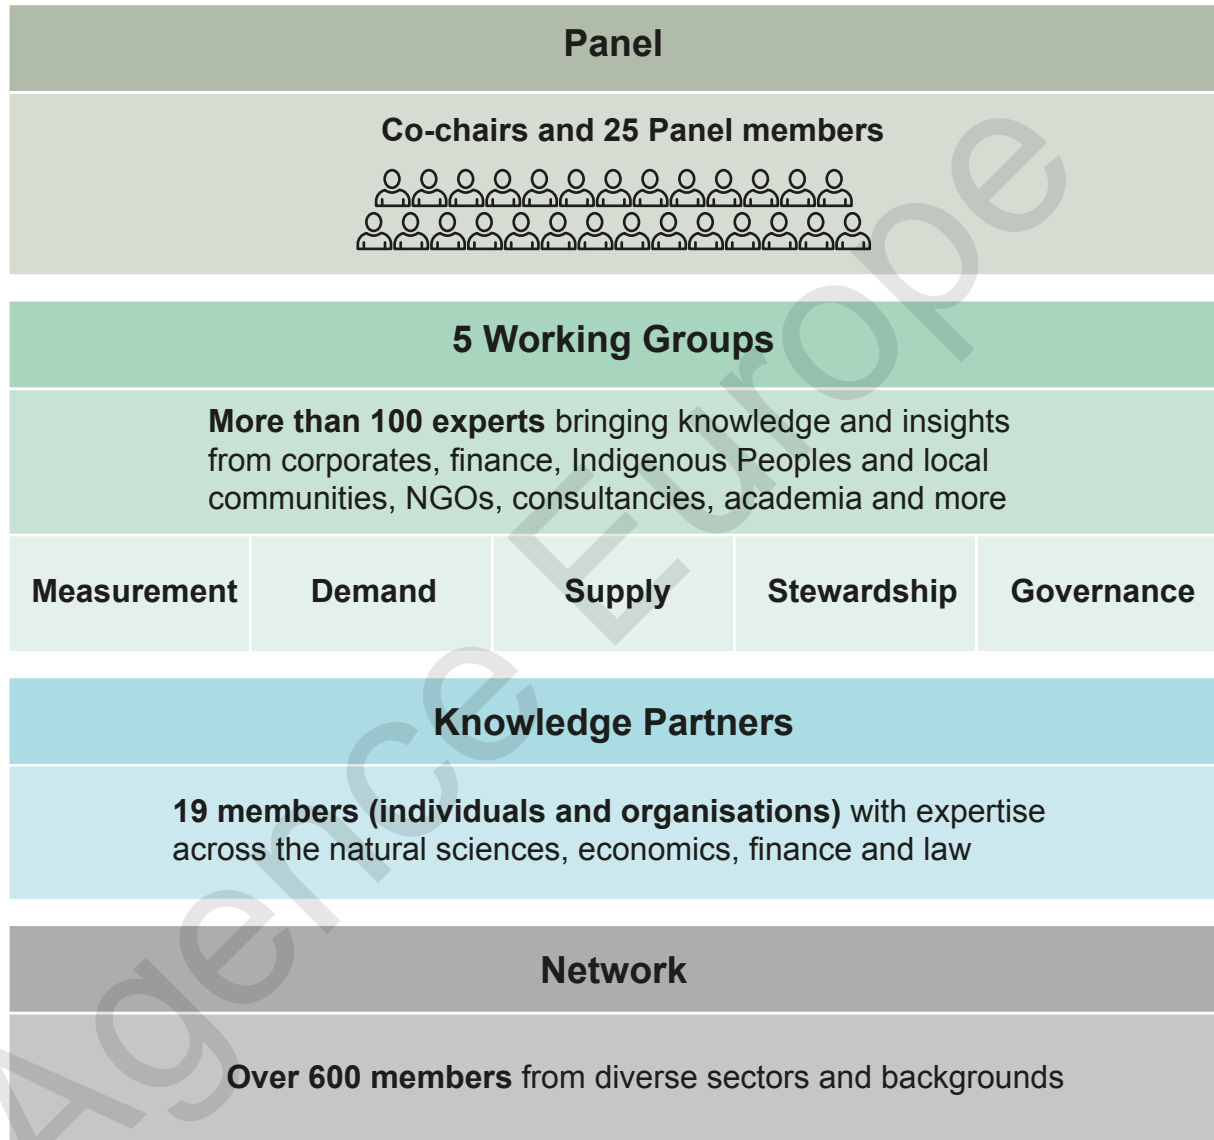 Panel
Co-chairs and 25 Panel members
5 Working Groups
More than 100 experts bringing knowledge and insights
from corporates, finance, Indigenous Peoples and local
communities, NGOs, consultancies, academia and more
Measurement
Demand
Supply
Stewardship
Governance
Knowledge Partners
19 members (individuals and organisations) with expertise
across the natural sciences, economics, finance and law
Network
Over 600 members from diverse sectors and backgrounds
Agence Europe